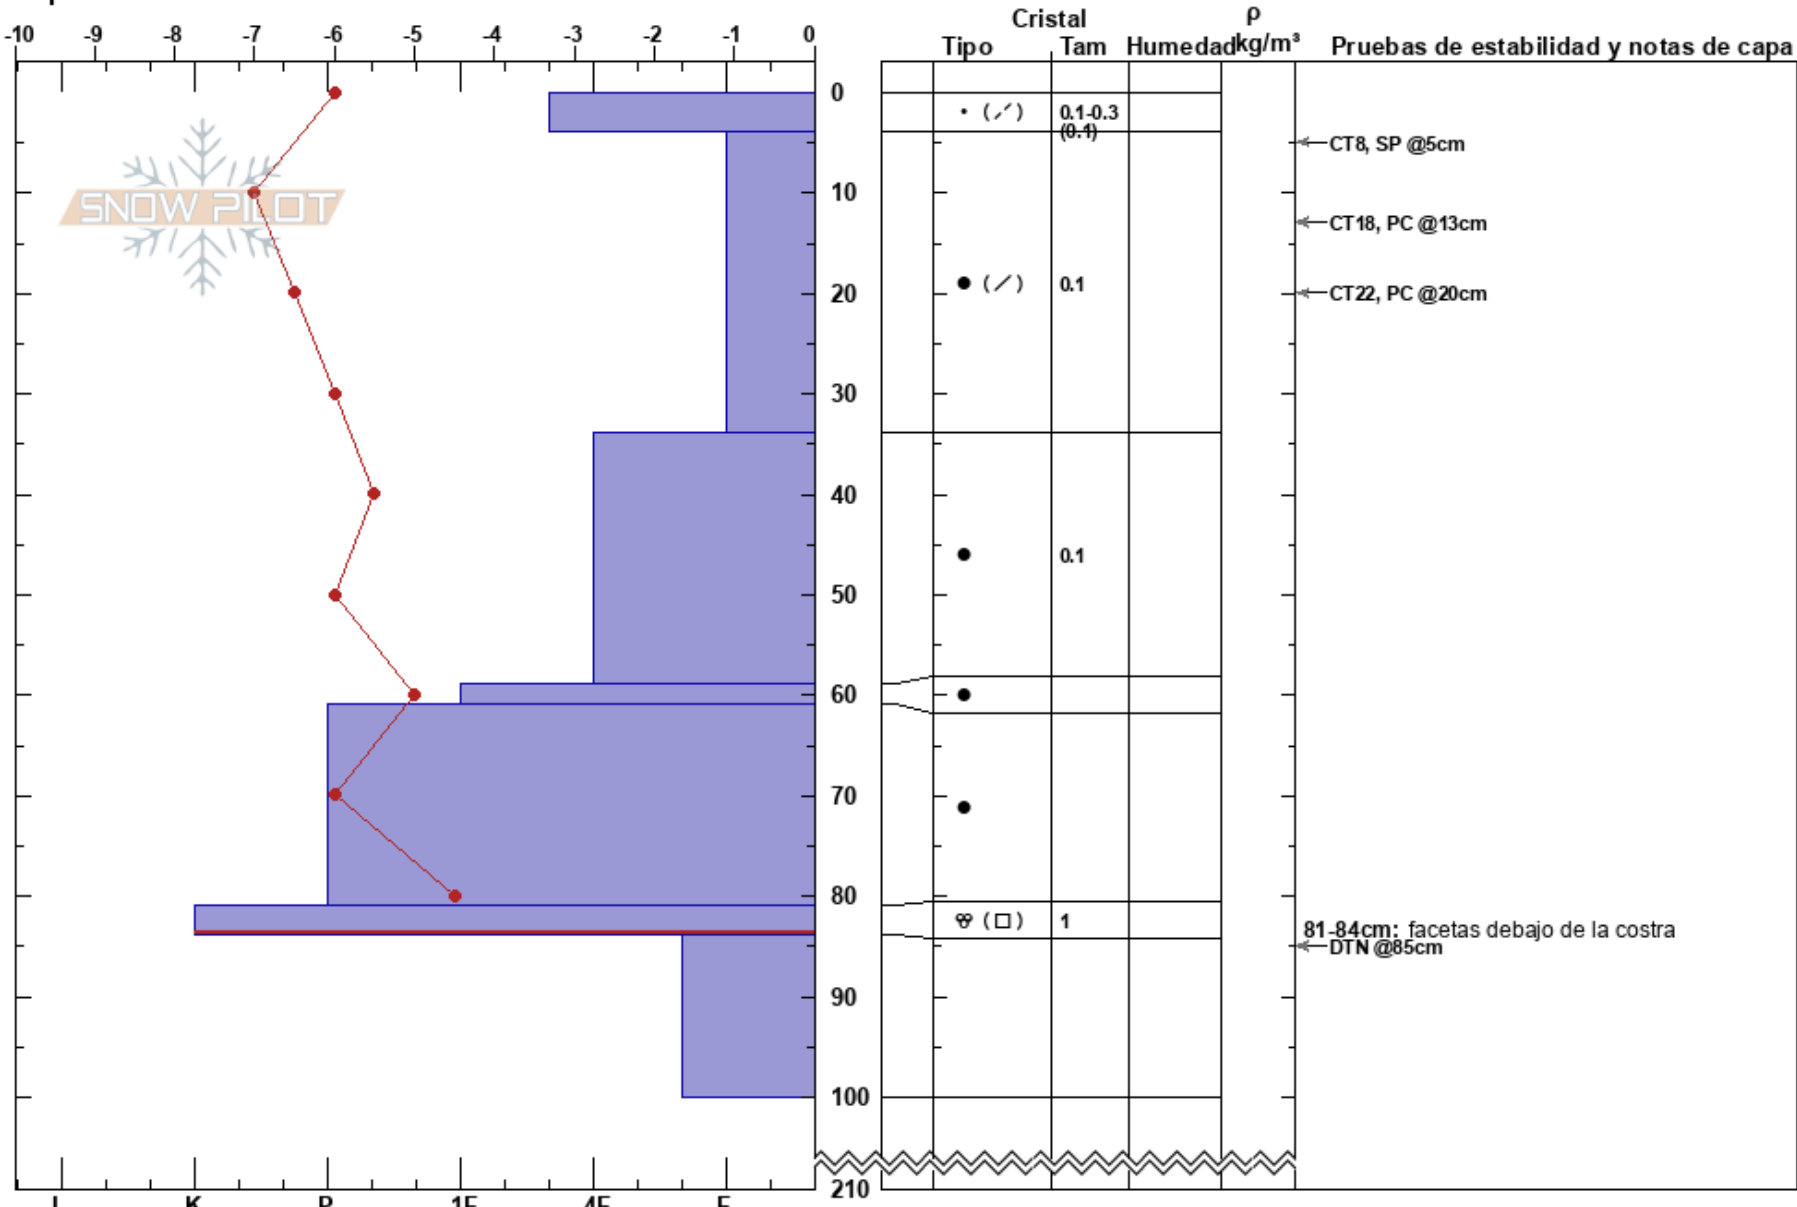 Cristal ρ
-10 -9 -8 -7 -6 -5 -4 -3 -2 -1 0
Tipo Tam Humedad kg/m³ Pruebas de estabilidad y notas de capa
0
0.1-0.3
(0.1)
CT8, SP @5cm
10
SNOW PILOT
CT18, PC @13cm
0.1
20
CT22, PC @20cm
30
40
0.1
50
60
70
80
1
81-84cm: facetas debajo de la costra
DTN @85cm
90
100
210
I K P 1F 4F F